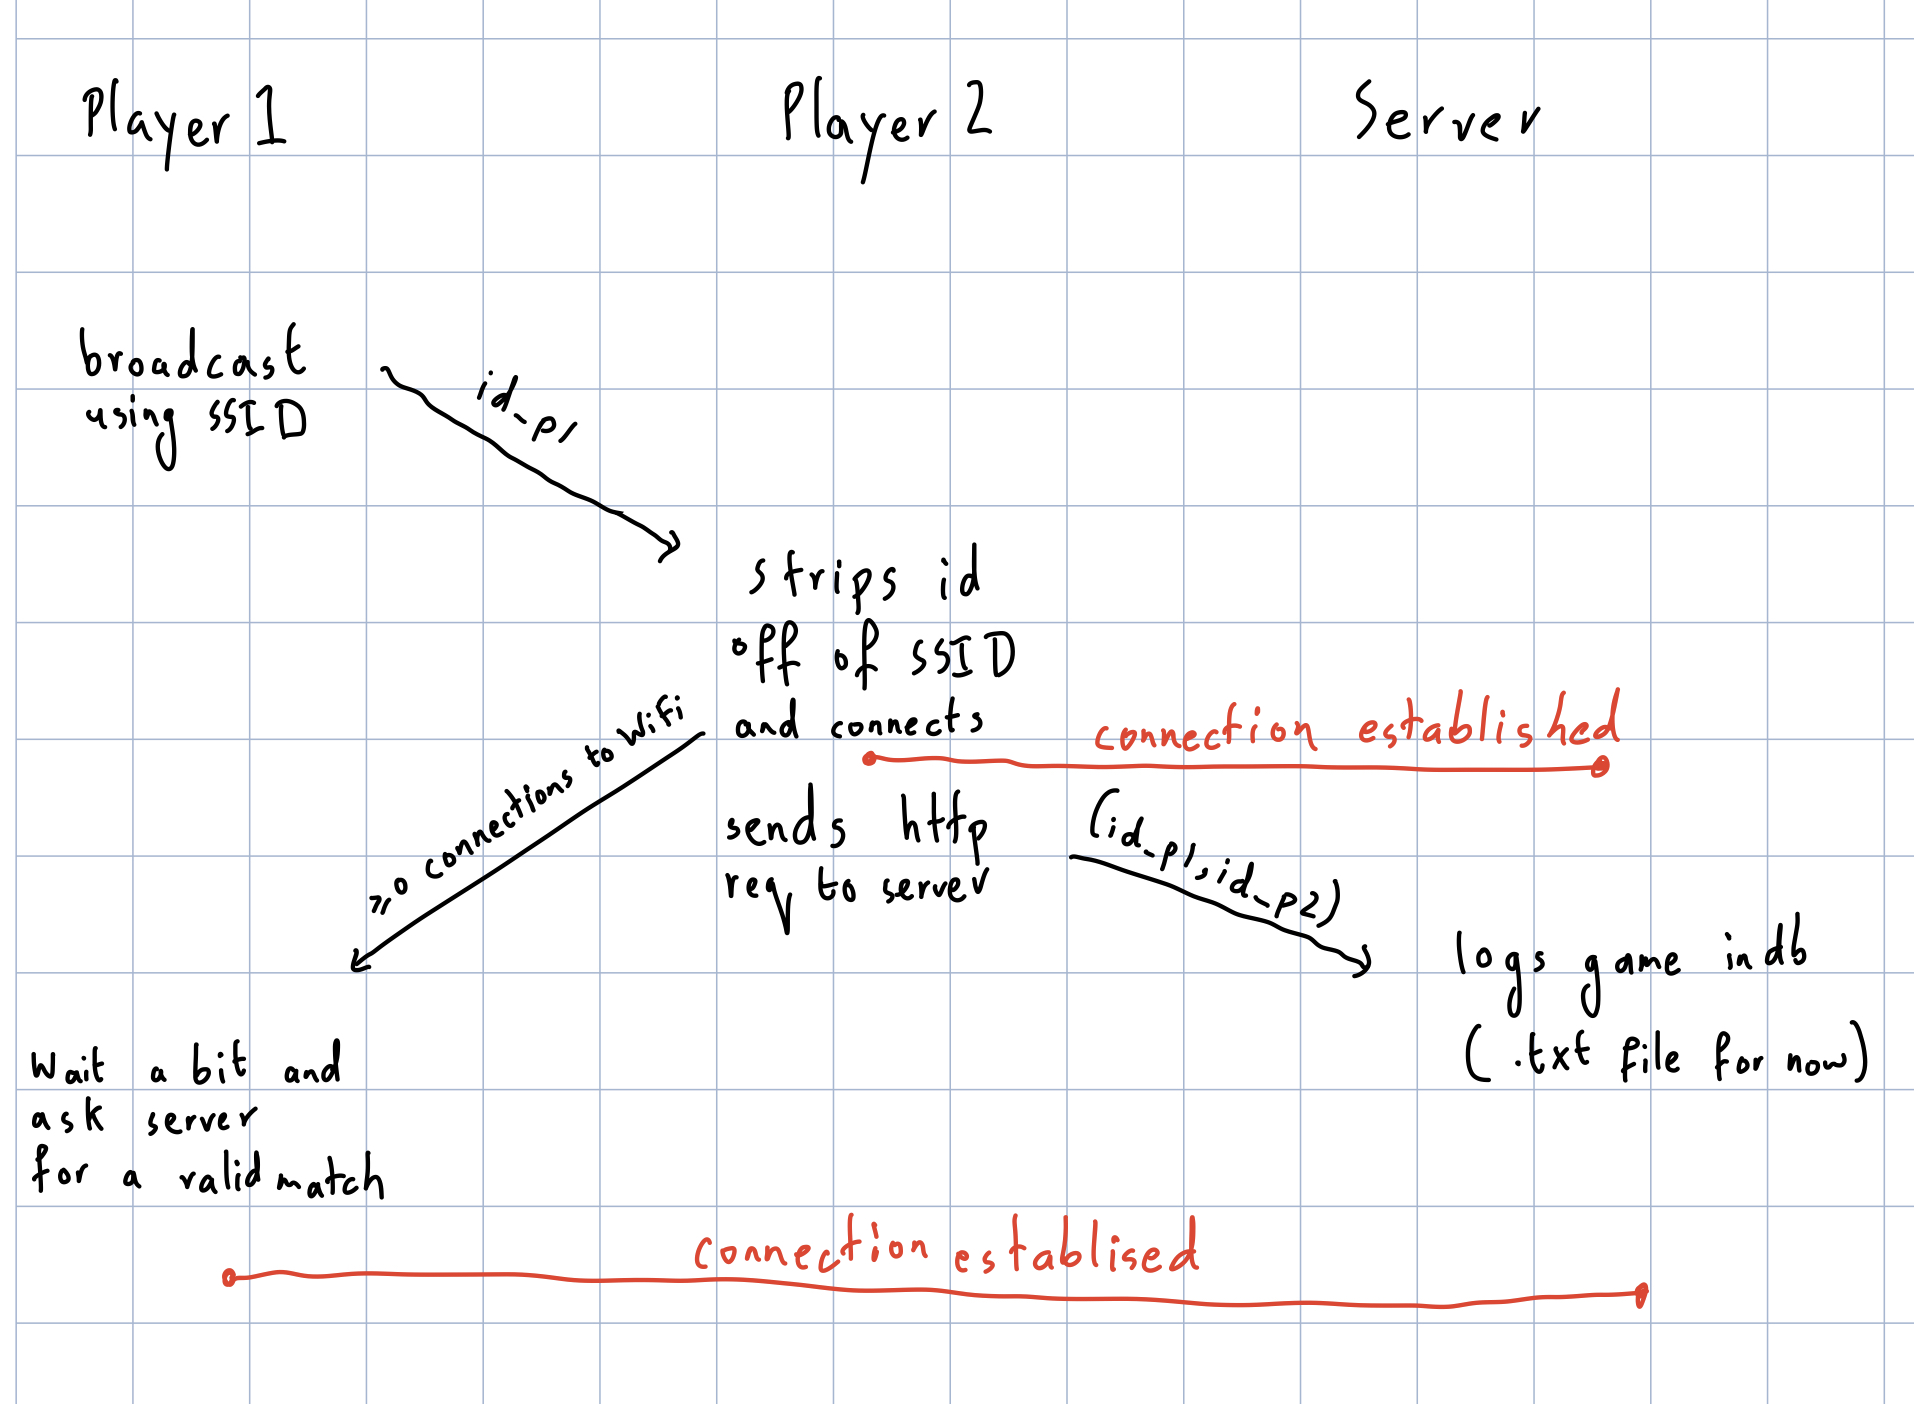 Player 1
Player 2
Server
broadcast
using SSID
id_p1
strips id
off of SSID
and connects
connection established
>,0 connections to WiFi
sends http
req to server
(id_p1,id_p2)
logs game in db
(.txt file for now)
Wait a bit and
ask server
for a valid match
connection establised